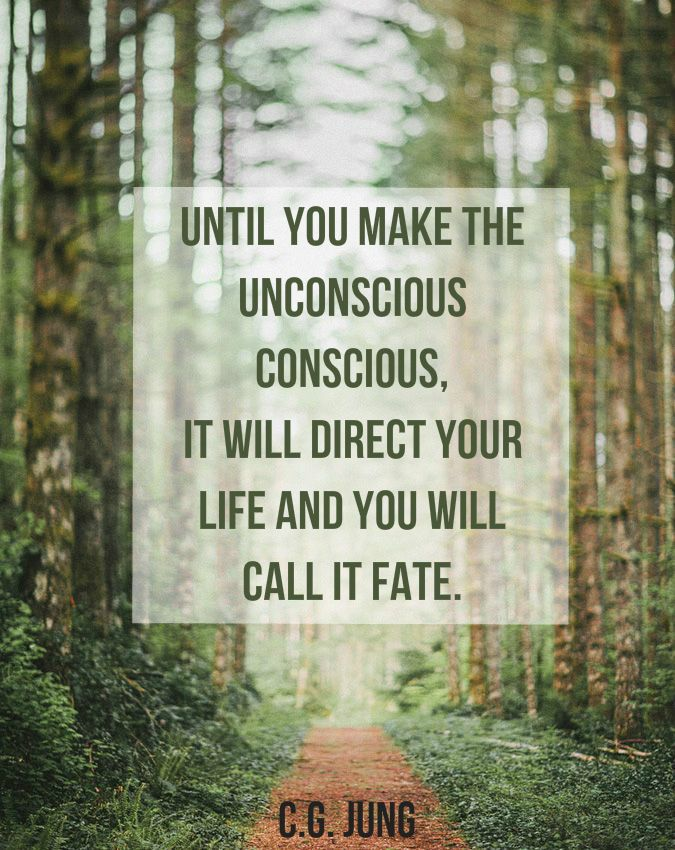 UNTIL YOU MAKE THE
UNCONSCIOUS
CONSCIOUS,
IT WILL DIRECT YOUR
LIFE AND YOU WILL
CALL IT FATE.
C.G. JUNG